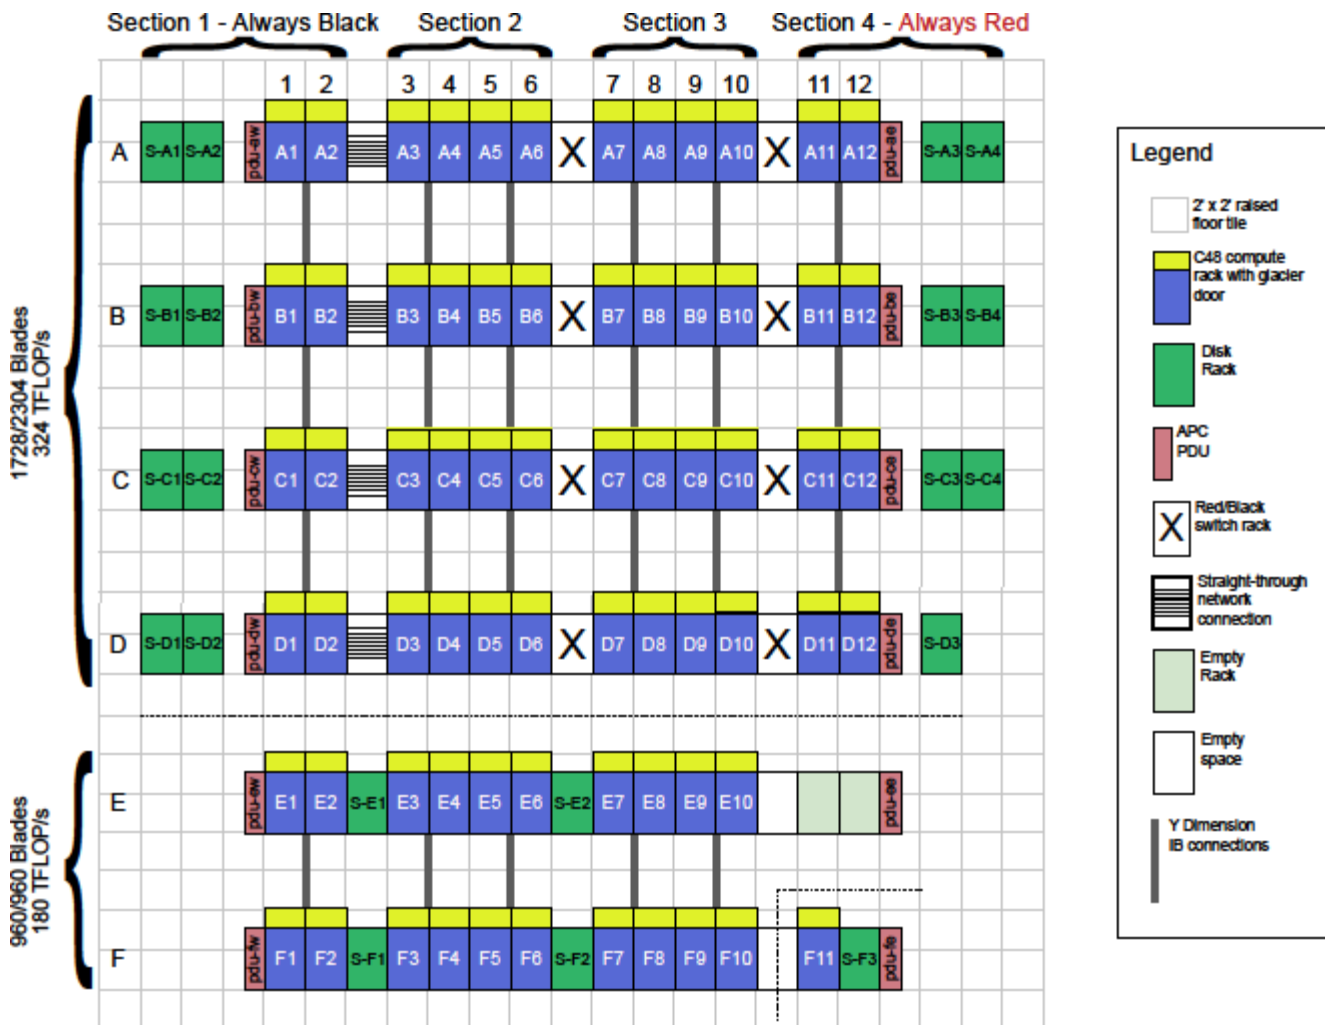 Section 1 - Always Black Section 2 Section 3 Section 4 - Always Red
1 2 3 4 5 6 7 8 9 10 11 12
A S-A1 S-A2 pdu-aw A1 A2 A3 A4 A5 A6 X A7 A8 A9 A10 X A11 A12 pdu-ae S-A3 S-A4
B S-B1 S-B2 pdu-bw B1 B2 B3 B4 B5 B6 X B7 B8 B9 B10 X B11 B12 pdu-be S-B3 S-B4
1728/2304 Blades
324 TFLOP/s
C S-C1 S-C2 pdu-cw C1 C2 C3 C4 C5 C6 X C7 C8 C9 C10 X C11 C12 pdu-ce S-C3 S-C4
D S-D1 S-D2 pdu-dw D1 D2 D3 D4 D5 D6 X D7 D8 D9 D10 X D11 D12 pdu-de S-D3
960/960 Blades
180 TFLOP/s
E pdu-ew E1 E2 S-E1 E3 E4 E5 E6 S-E2 E7 E8 E9 E10 pdu-ee
F pdu-fw F1 F2 S-F1 F3 F4 F5 F6 S-F2 F7 F8 F9 F10 F11 S-F3 pdu-fe
Legend
2' x 2' raised
floor tile
C48 compute
rack with glacier
door
Disk
Rack
APC
PDU
X
Red/Black
switch rack
Straight-through
network
connection
Empty
Rack
Empty
space
Y Dimension
IB connections